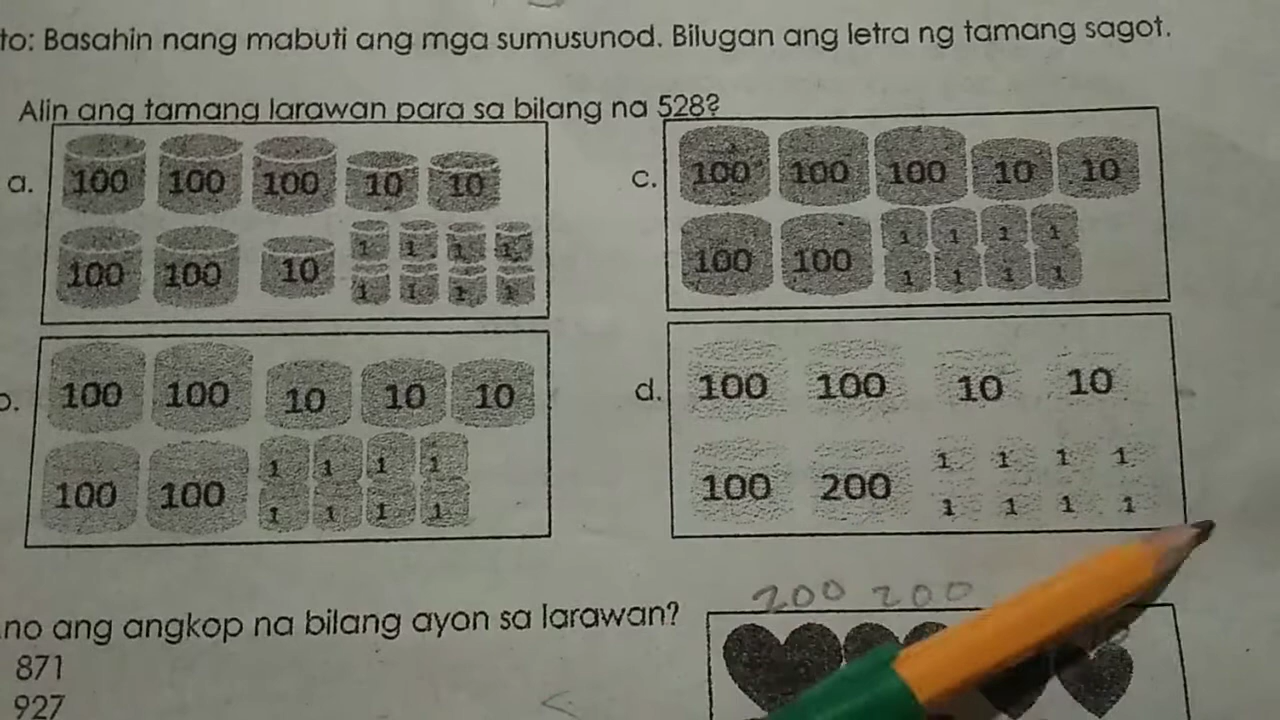 to: Basahin nang mabuti ang mga sumusunod. Bilugan ang letra ng tamang sagot.
Alin ang tamang larawan para sa bilang na 528?
a.
100 100 100 10 10
100 100 10 1 1 1 1
1 1 1 1
c.
100 100 100 10 10
100 100 1 1 1 1
1 1 1 1
100 100 10 10 10
100 100 1 1 1 1
1 1 1 1
d.
100 100 10 10
100 200 1 1 1 1
1 1 1 1
200 200
no ang angkop na bilang ayon sa larawan?
871
927